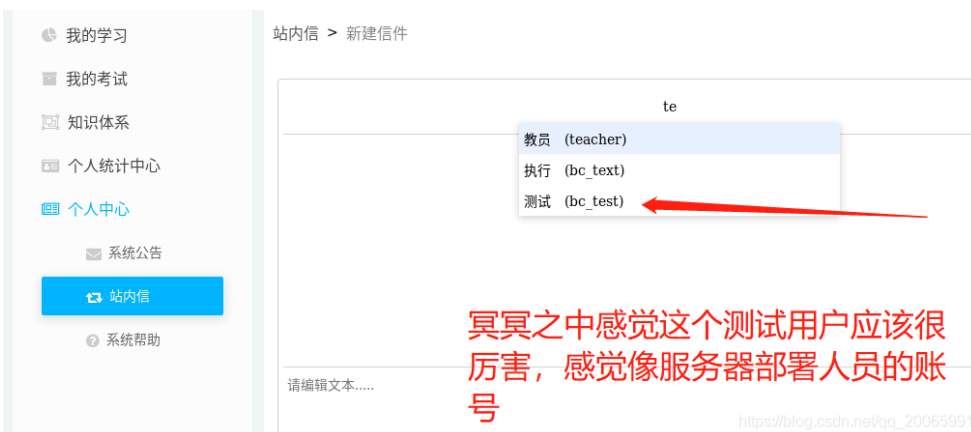 我的学习
我的考试
知识体系
个人统计中心
个人中心
系统公告
站内信
系统帮助
站内信 > 新建信件
te
教员 (teacher)
执行 (bc_text)
测试 (bc_test)
请编辑文本.....
冥冥之中感觉这个测试用户应该很
厉害，感觉像服务器部署人员的账
号
https://blog.csdn.net/qq_20065991